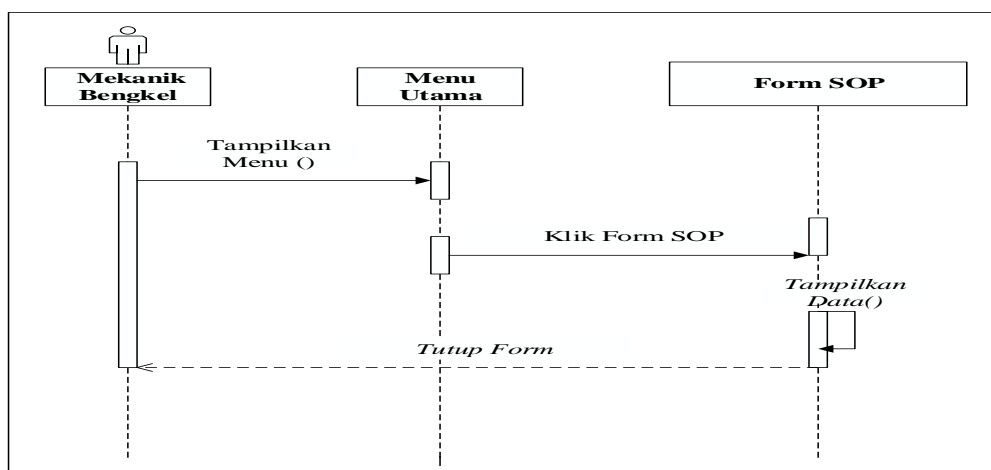 Mekanik
Bengkel
Menu
Utama
Form SOP
Tampilkan
Menu ()
Klik Form SOP
Tampilkan
Data()
Tutup Form